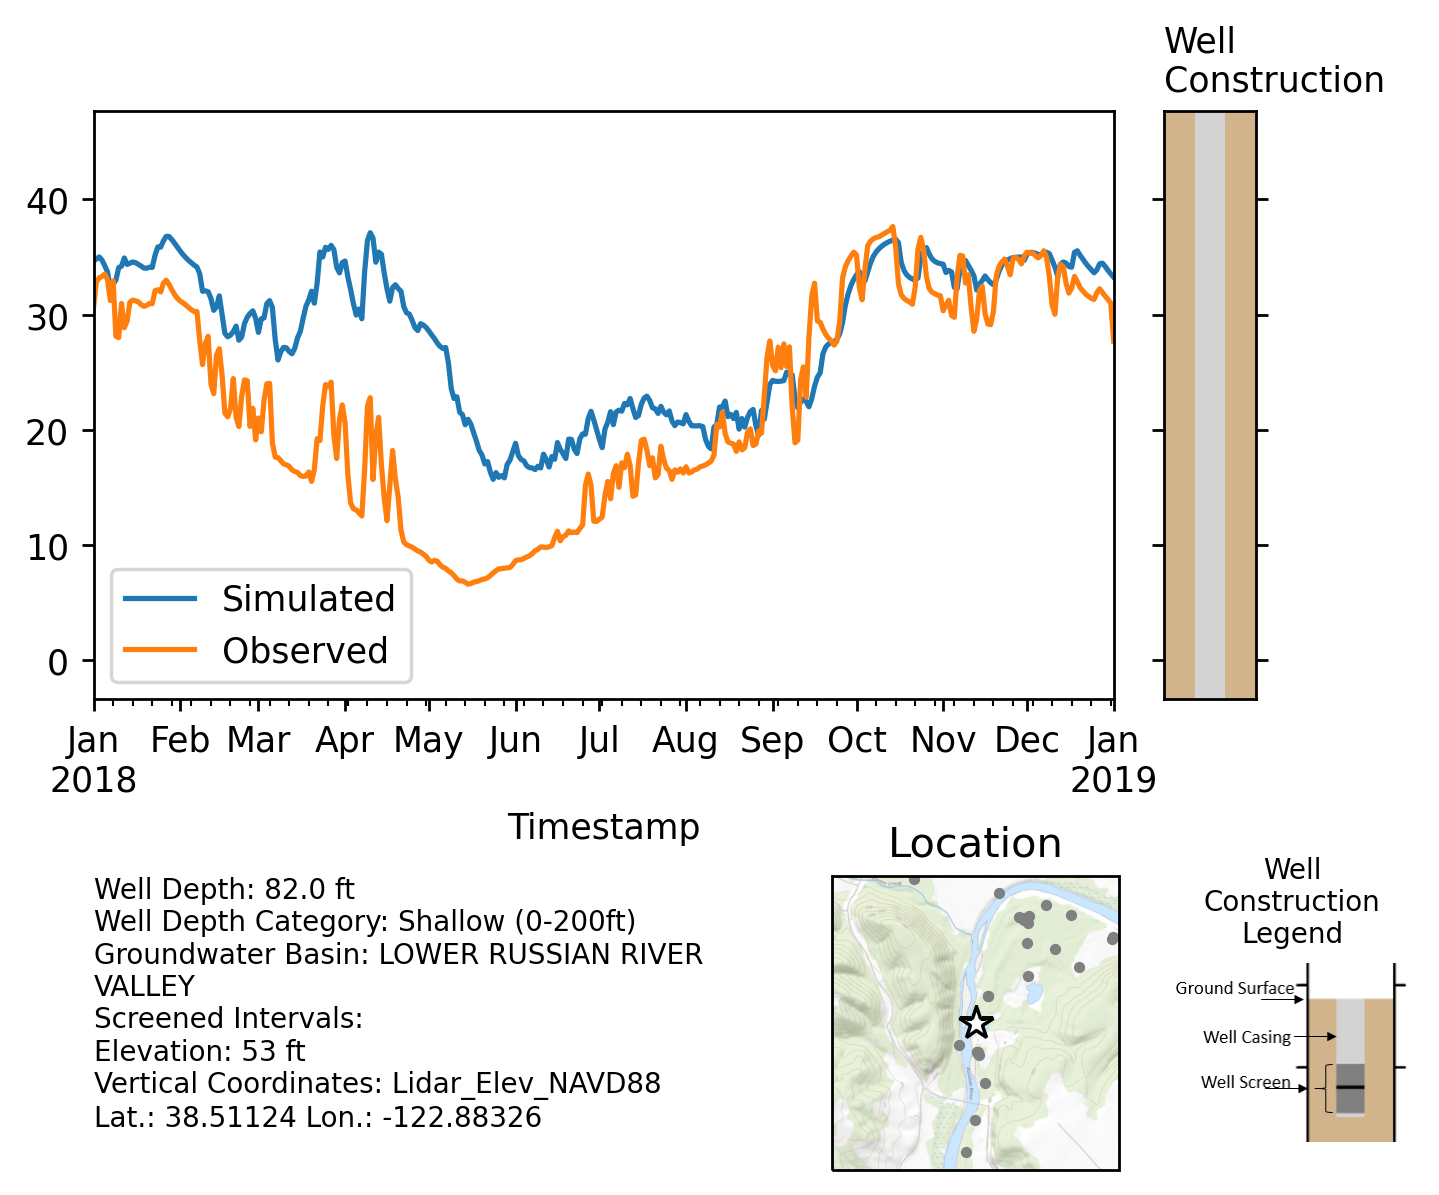 Well
Construction
40
30
20
10
0
Simulated
Observed
Jan Feb Mar Apr May Jun Jul Aug Sep Oct Nov Dec Jan
2018 2019
Timestamp
Well Depth: 82.0 ft
Well Depth Category: Shallow (0-200ft)
Groundwater Basin: LOWER RUSSIAN RIVER
VALLEY
Screened Intervals:
Elevation: 53 ft
Vertical Coordinates: Lidar_Elev_NAVD88
Lat.: 38.51124 Lon.: -122.88326
Location
Well
Construction
Legend
Ground Surface
Well Casing
Well Screen